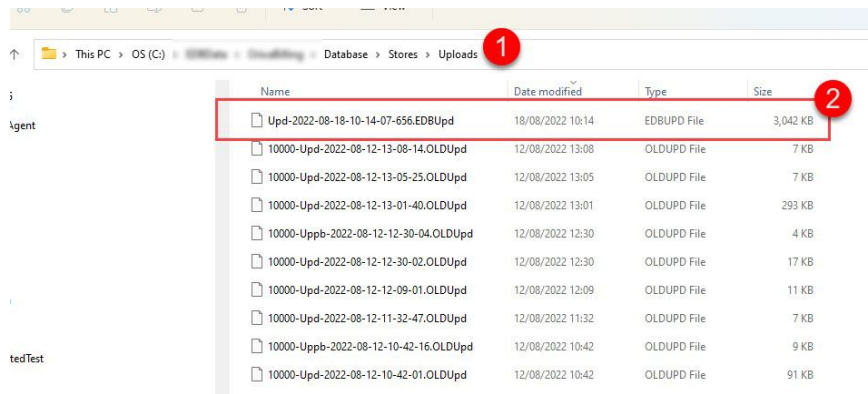 This PC > OS (C:) > Database > Stores > Uploads
1
Name Date modified Type Size
2
Agent
Upd-2022-08-18-10-14-07-656.EDBUpd 18/08/2022 10:14 EDBUPD File 3,042 KB
10000-Upd-2022-08-12-13-08-14.OLDUpd 12/08/2022 13:08 OLDUPD File 7 KB
10000-Upd-2022-08-12-13-05-25.OLDUpd 12/08/2022 13:05 OLDUPD File 7 KB
10000-Upd-2022-08-12-13-01-40.OLDUpd 12/08/2022 13:01 OLDUPD File 293 KB
10000-Uppb-2022-08-12-12-30-04.OLDUpd 12/08/2022 12:30 OLDUPD File 4 KB
10000-Upd-2022-08-12-12-30-02.OLDUpd 12/08/2022 12:30 OLDUPD File 17 KB
10000-Upd-2022-08-12-12-09-01.OLDUpd 12/08/2022 12:09 OLDUPD File 11 KB
10000-Upd-2022-08-12-11-32-47.OLDUpd 12/08/2022 11:32 OLDUPD File 7 KB
10000-Uppb-2022-08-12-10-42-16.OLDUpd 12/08/2022 10:42 OLDUPD File 9 KB
tedTest
10000-Upd-2022-08-12-10-42-01.OLDUpd 12/08/2022 10:42 OLDUPD File 91 KB